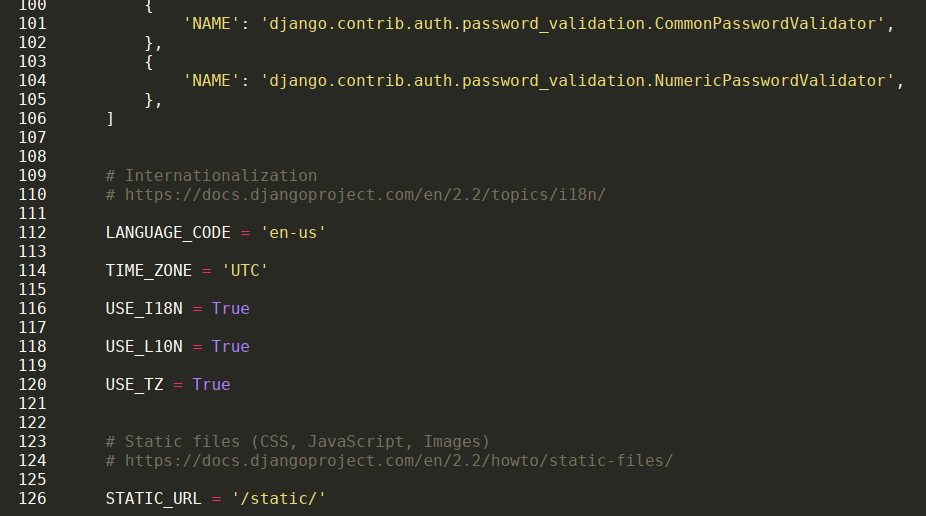 100 {
101 'NAME': 'django.contrib.auth.password_validation.CommonPasswordValidator',
102 },
103 {
104 'NAME': 'django.contrib.auth.password_validation.NumericPasswordValidator',
105 },
106 ]
107
108
109 # Internationalization
110 # https://docs.djangoproject.com/en/2.2/topics/i18n/
111
112 LANGUAGE_CODE = 'en-us'
113
114 TIME_ZONE = 'UTC'
115
116 USE_I18N = True
117
118 USE_L10N = True
119
120 USE_TZ = True
121
122
123 # Static files (CSS, JavaScript, Images)
124 # https://docs.djangoproject.com/en/2.2/howto/static-files/
125
126 STATIC_URL = '/static/'